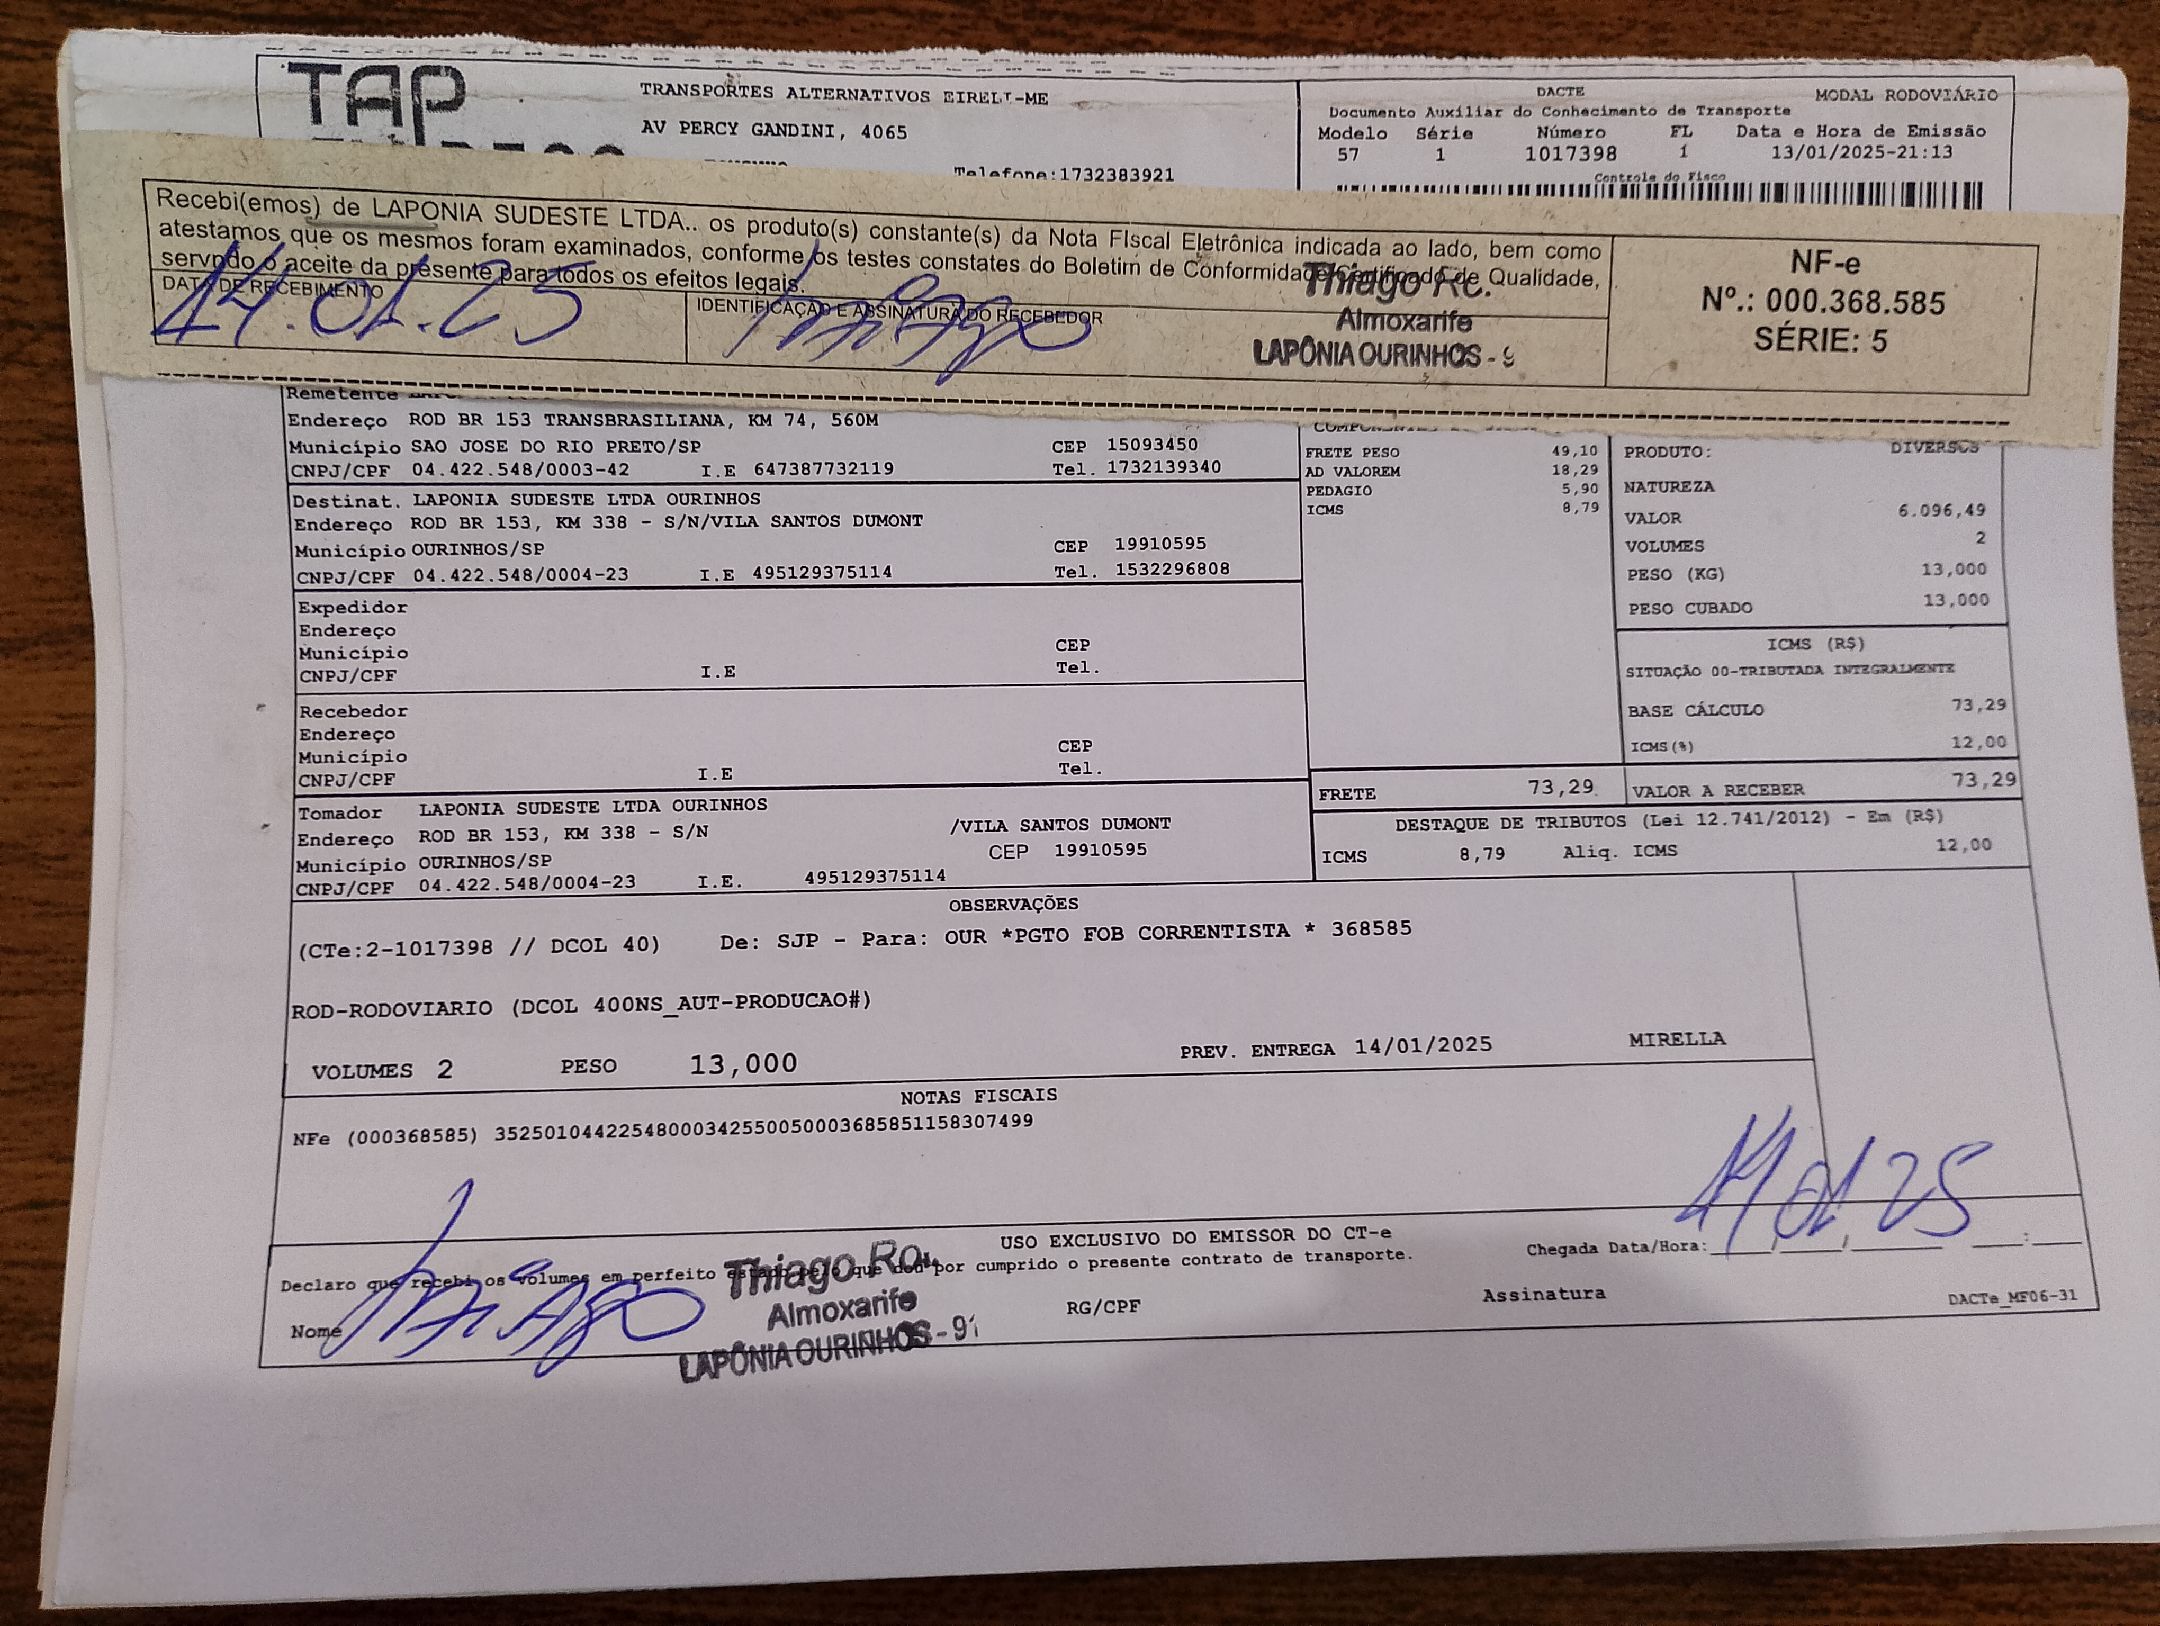 TAP
TRANSPORTES ALTERNATIVOS EIRELI-ME
AV PERCY GANDINI, 4065
Telefone:1732383921
DACTE
MODAL RODOVIÁRIO
Documento Auxiliar do Conhecimento de Transporte
Modelo Série Número FL Data e Hora de Emissão
57 1 1017398 1 13/01/2025-21:13
Controle do Fisco
Recebi(emos) de LAPONIA SUDESTE LTDA.. os produto(s) constante(s) da Nota FIscal Eletrônica indicada ao lado, bem como
atestamos que os mesmos foram examinados, conforme os testes constates do Boletim de Conformidade Certificado de Qualidade,
servndo o aceite da presente para todos os efeitos legais.
DATA DE RECEBIMENTO
14.01.25
IDENTIFICAÇÃO E ASSINATURA DO RECEBEDOR
Thiago
Thiago Ro.
Almoxarife
LAPÔNIA OURINHOS - 9
NF-e
Nº.: 000.368.585
SÉRIE: 5
Remetente
Endereço ROD BR 153 TRANSBRASILIANA, KM 74, 560M
Município SAO JOSE DO RIO PRETO/SP CEP 15093450
CNPJ/CPF 04.422.548/0003-42 I.E 647387732119 Tel. 1732139340
Destinat. LAPONIA SUDESTE LTDA OURINHOS
Endereço ROD BR 153, KM 338 - S/N/VILA SANTOS DUMONT
Município OURINHOS/SP CEP 19910595
CNPJ/CPF 04.422.548/0004-23 I.E 495129375114 Tel. 1532296808
Expedidor
Endereço
Município CEP
CNPJ/CPF I.E Tel.
Recebedor
Endereço
Município CEP
CNPJ/CPF I.E Tel.
Tomador LAPONIA SUDESTE LTDA OURINHOS
Endereço ROD BR 153, KM 338 - S/N /VILA SANTOS DUMONT
Município OURINHOS/SP CEP 19910595
CNPJ/CPF 04.422.548/0004-23 I.E. 495129375114
FRETE PESO 49,10
AD VALOREM 18,29
PEDAGIO 5,90
ICMS 8,79
PRODUTO: DIVERSOS
NATUREZA
VALOR 6.096,49
VOLUMES 2
PESO (KG) 13,000
PESO CUBADO 13,000
ICMS (R$)
SITUAÇÃO 00-TRIBUTADA INTEGRALMENTE
BASE CÁLCULO 73,29
ICMS(%) 12,00
FRETE 73,29
VALOR A RECEBER 73,29
DESTAQUE DE TRIBUTOS (Lei 12.741/2012) - Em (R$)
ICMS 8,79 Aliq. ICMS 12,00
OBSERVAÇÕES
(CTe:2-1017398 // DCOL 40) De: SJP - Para: OUR *PGTO FOB CORRENTISTA * 368585
ROD-RODOVIARIO (DCOL 400NS_AUT-PRODUCAO#)
VOLUMES 2 PESO 13,000 PREV. ENTREGA 14/01/2025 MIRELLA
NOTAS FISCAIS
NFe (000368585) 35250104422548000342550050003685851158307499
14/01/25
USO EXCLUSIVO DO EMISSOR DO CT-e
Declaro que recebi os volumes em perfeito estado pelo que dou por cumprido o presente contrato de transporte.
Chegada Data/Hora:
Nome
Thiago
Thiago Ro.
Almoxarife
LAPÔNIA OURINHOS - 91
RG/CPF
Assinatura
DACTe_MF06-31